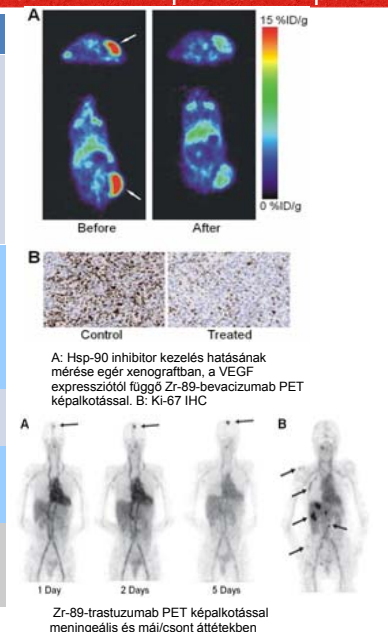 A
15 %ID/g
0 %ID/g
Before
After
B
Control
Treated
A: Hsp-90 inhibitor kezelés hatásának
mérése egér xenograftban, a VEGF
expressziótól függő Zr-89-bevacizumab PET
képalkotással. B: Ki-67 IHC
A
B
1 Day
2 Days
5 Days
Zr-89-trastuzumab PET képalkotással
meningeális és máj/csont áttétekben